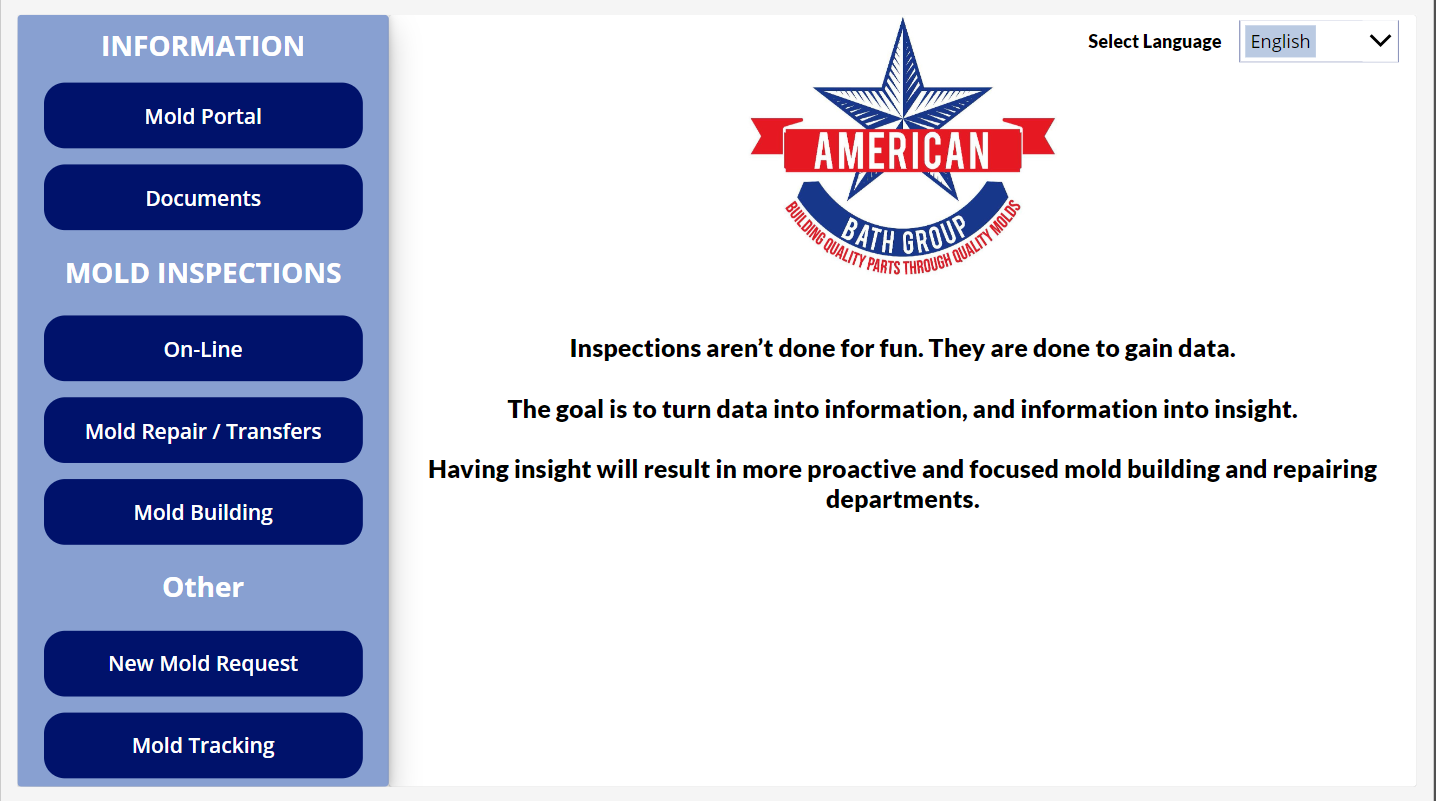 INFORMATION
Mold Portal
Documents
MOLD INSPECTIONS
On-Line
Mold Repair / Transfers
Mold Building
Other
New Mold Request
Mold Tracking
Select Language
English
AMERICAN
BATH GROUP
BUILDING QUALITY PARTS THROUGH QUALITY MOLDS
Inspections aren’t done for fun. They are done to gain data.
The goal is to turn data into information, and information into insight.
Having insight will result in more proactive and focused mold building and repairing
departments.